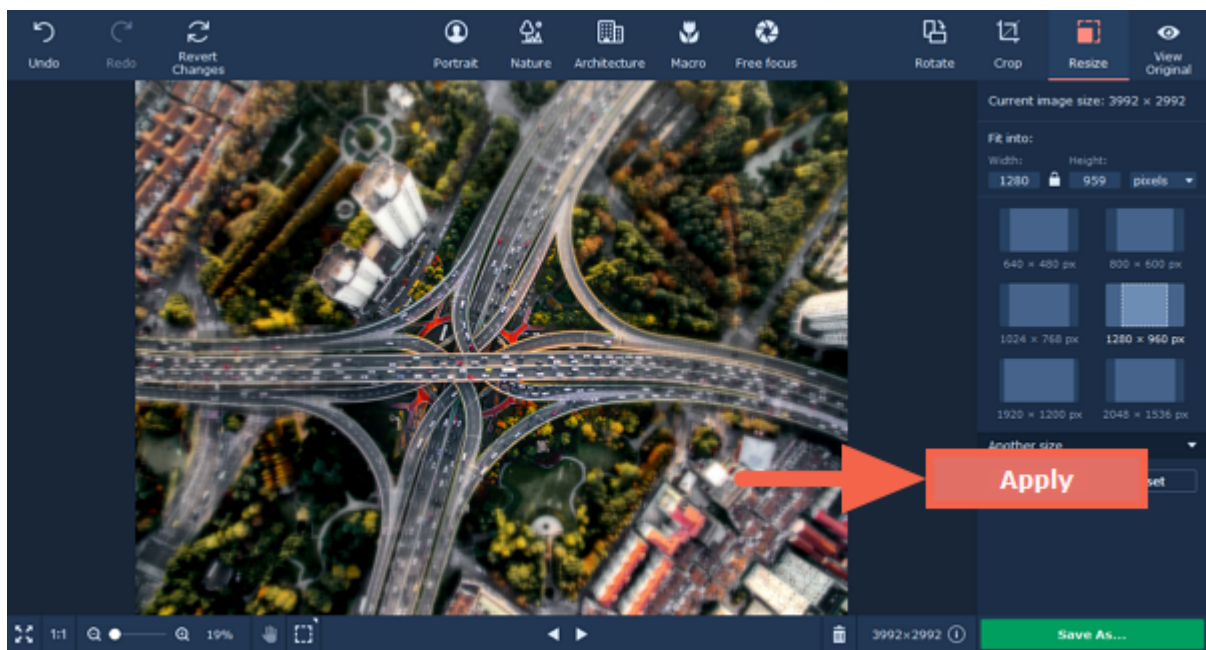 Undo
Redo
Revert
Changes
Portrait
Nature
Architecture
Macro
Free focus
Rotate
Crop
Resize
View
Original
Current image size: 3992 × 2992
Fit into:
Width: Height:
1280 959 pixels
640 × 480 px 800 × 600 px
1024 × 768 px 1280 × 960 px
1920 × 1200 px 2048 × 1536 px
Another size
Apply
set
1:1 19% 3992×2992 Save As...